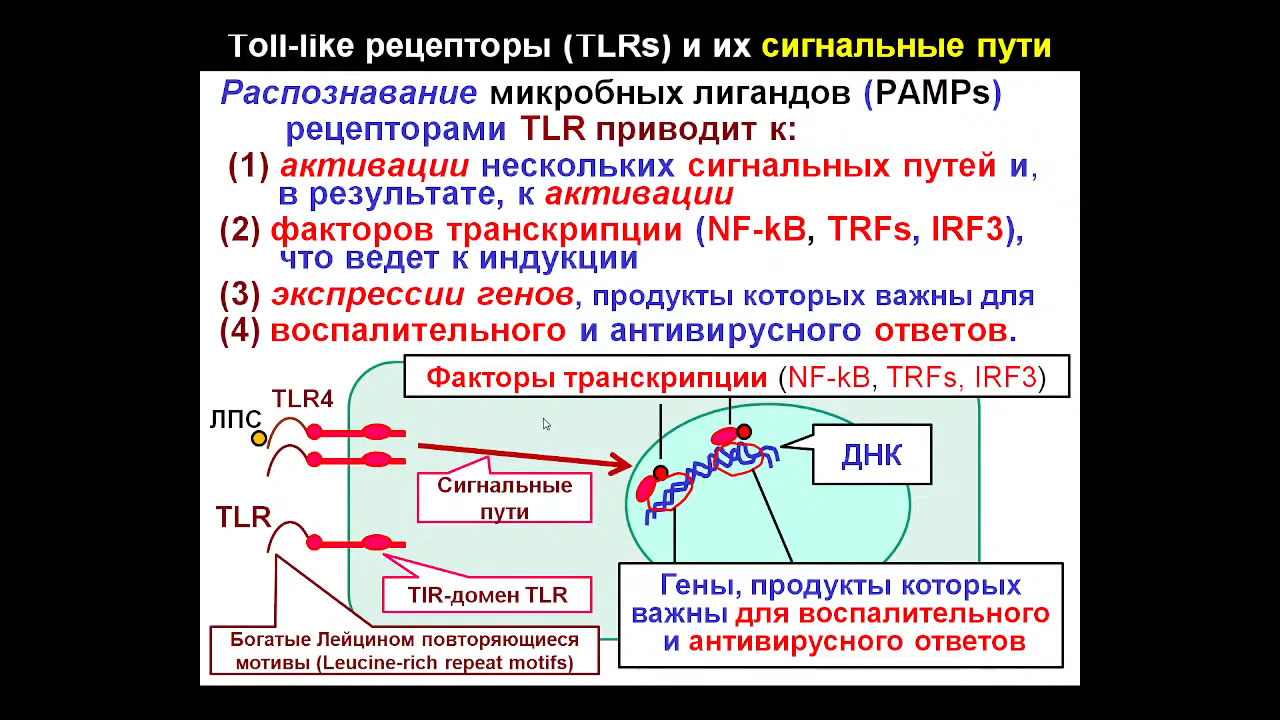 Toll-like рецепторы (TLRs) и их сигнальные пути
Распознавание микробных лигандов (PAMPs)
рецепторами TLR приводит к:
(1) активации нескольких сигнальных путей и,
в результате, к активации
(2) факторов транскрипции (NF-kB, TRFs, IRF3),
что ведет к индукции
(3) экспрессии генов, продукты которых важны для
(4) воспалительного и антивирусного ответов.
Факторы транскрипции (NF-kB, TRFs, IRF3)
TLR4
ЛПС
ДНК
Сигнальные
пути
TLR
TIR-домен TLR
Гены, продукты которых
важны для воспалительного
и антивирусного ответов
Богатые Лейцином повторяющиеся
мотивы (Leucine-rich repeat motifs)